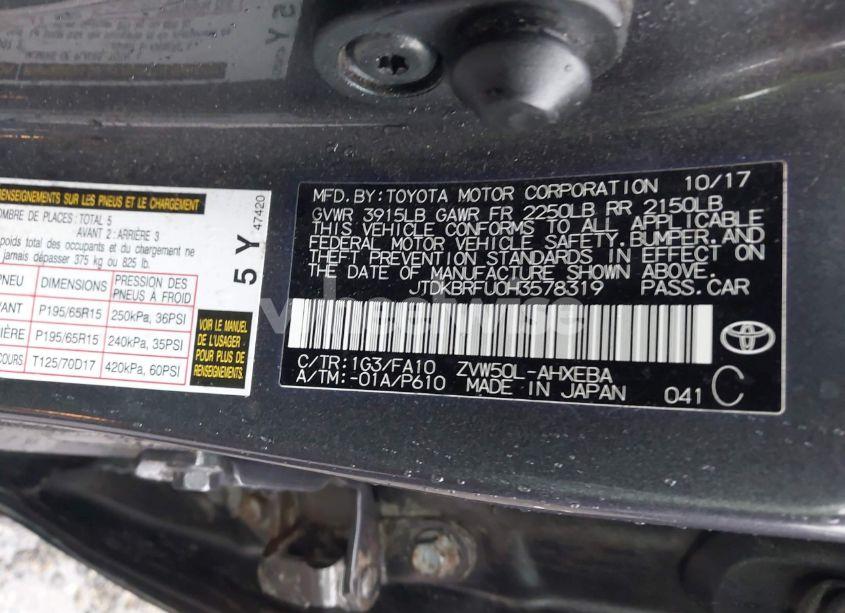 RENSEIGNEMENTS SUR LES PNEUS ET LE CHARGEMENT
NOMBRE DE PLACES: TOTAL 5
AVANT 2: ARRIÈRE 3
poids total des occupants et du chargement ne
jamais dépasser 375 kg ou 825 lb.
PNEU DIMENSIONS PRESSION DES PNEUS À FROID
VANT P195/65R15 250kPa, 36PSI
IÈRE P195/65R15 240kPa, 35PSI
COURS T125/70D17 420kPa, 60PSI
5 Y 47420
VOIR LE MANUEL
DE L'USAGER
POUR PLUS DE
RENSEIGNEMENTS.
MFD.BY:TOYOTA MOTOR CORPORATION 10/17
GVWR 3915LB GAWR FR 2250LB RR 2150LB
THIS VEHICLE CONFORMS TO ALL APPLICABLE
FEDERAL MOTOR VEHICLE SAFETY,BUMPER,AND
THEFT PREVENTION STANDARDS IN EFFECT ON
THE DATE OF MANUFACTURE SHOWN ABOVE.
JTDKBRFU0H3578319 PASS.CAR
C/TR:1G3/FA10 ZVW50L-AHXEBA
A/TM:-01A/P610 MADE IN JAPAN 041 C
TOYOTA
wheelwise